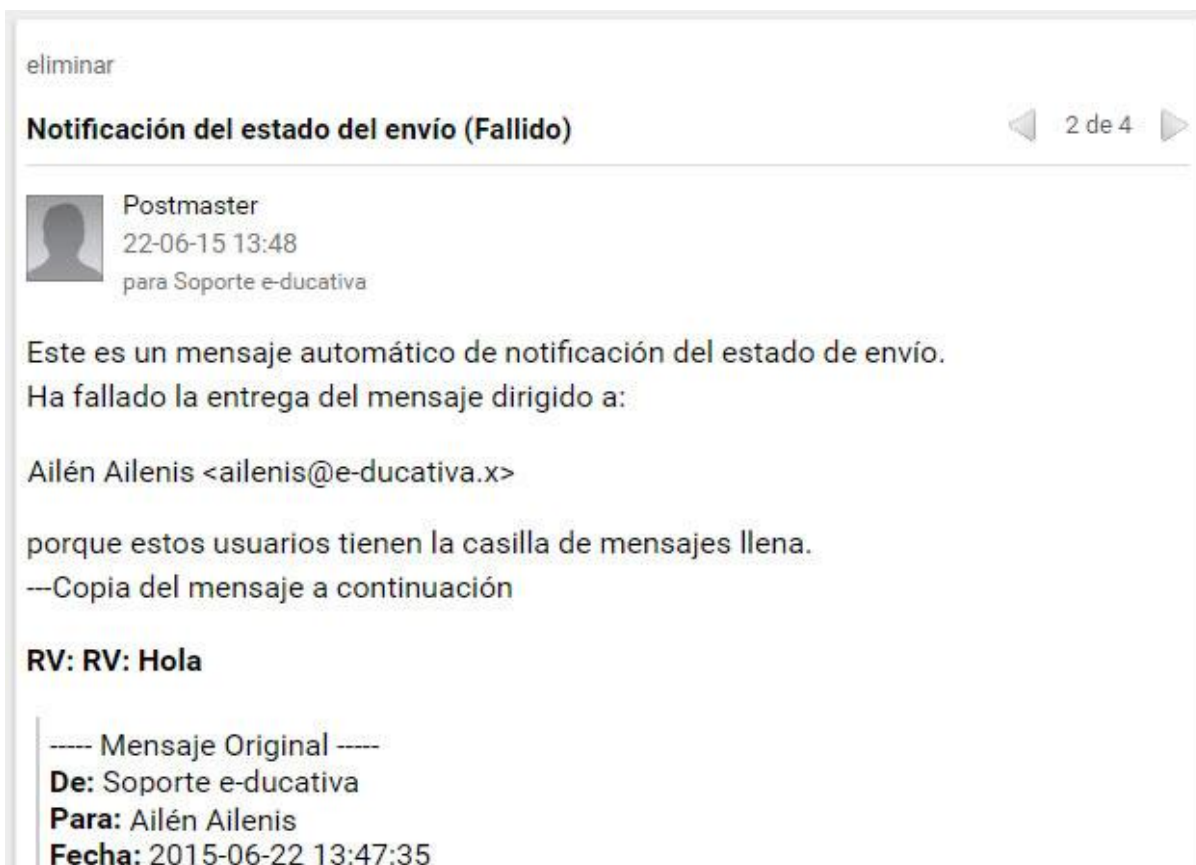 eliminar
Notificación del estado del envío (Fallido)
2 de 4
Postmaster
22-06-15 13:48
para Soporte e-ducativa
Este es un mensaje automático de notificación del estado de envío.
Ha fallado la entrega del mensaje dirigido a:
Ailén Ailenis <ailenis@e-ducativa.x>
porque estos usuarios tienen la casilla de mensajes llena.
---Copia del mensaje a continuación
RV: RV: Hola
----- Mensaje Original -----
De: Soporte e-ducativa
Para: Ailén Ailenis
Fecha: 2015-06-22 13:47:35